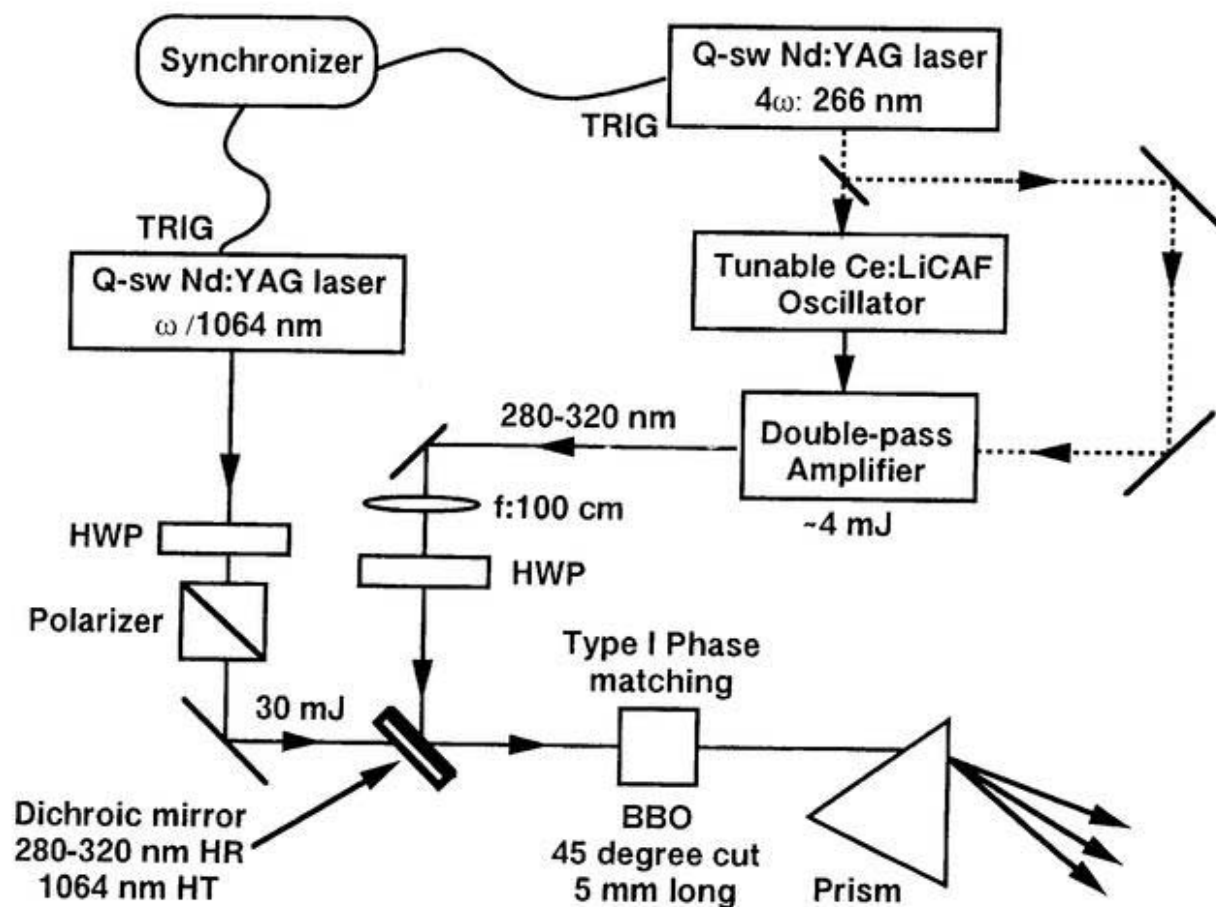 Synchronizer
Q-sw Nd:YAG laser
4ω: 266 nm
TRIG
TRIG
Q-sw Nd:YAG laser
ω /1064 nm
Tunable Ce:LiCAF
Oscillator
280-320 nm
Double-pass
Amplifier
~4 mJ
f:100 cm
HWP
HWP
Polarizer
Type I Phase
matching
30 mJ
Dichroic mirror
280-320 nm HR
1064 nm HT
BBO
45 degree cut
5 mm long
Prism